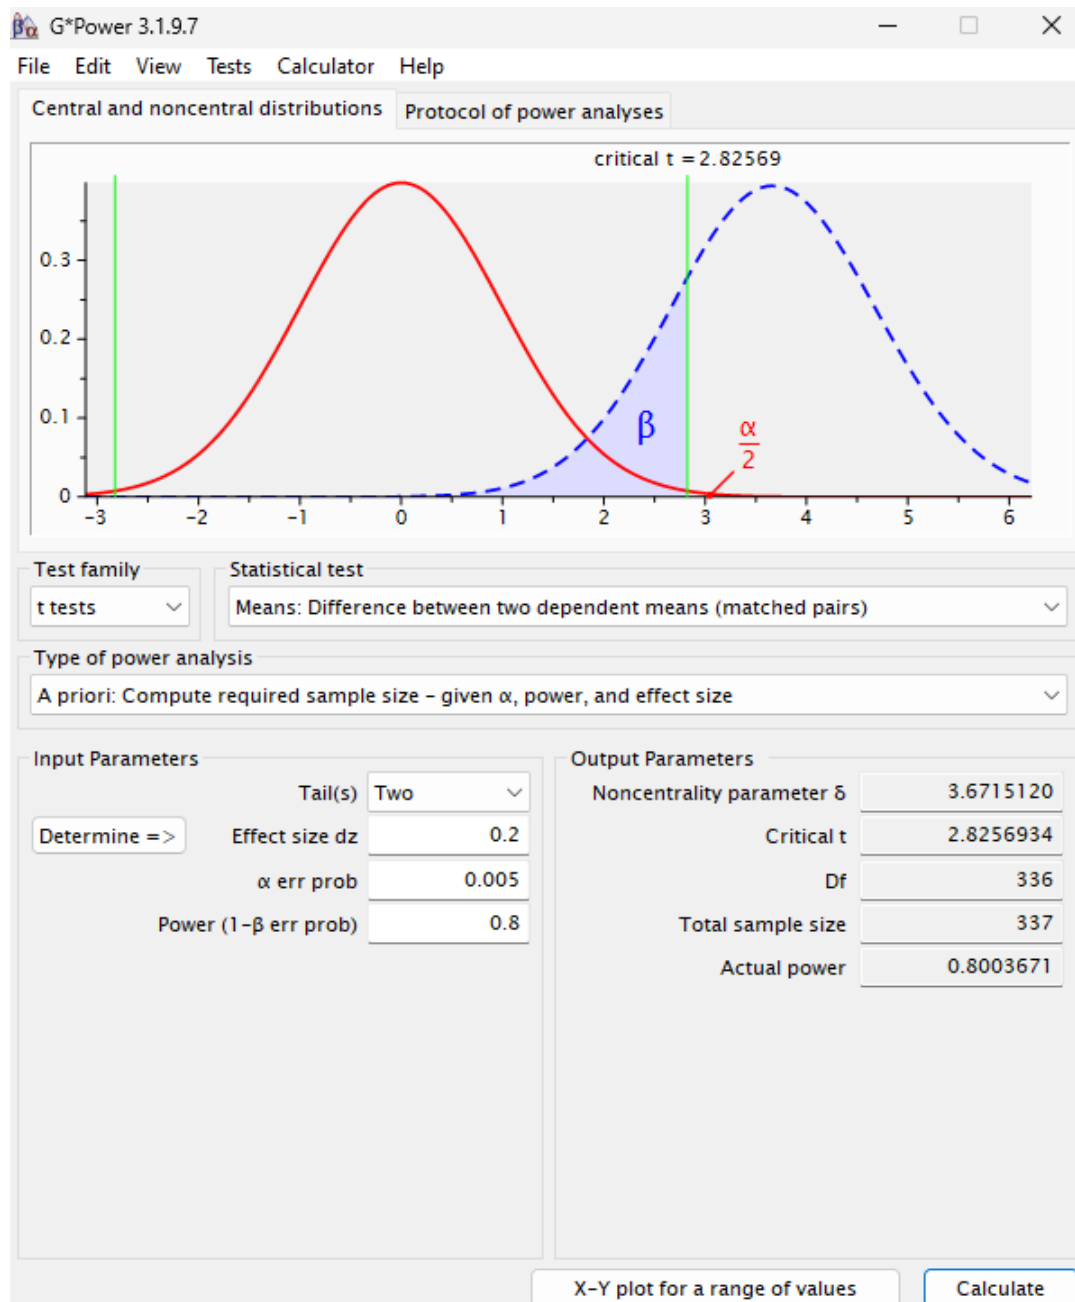 G*Power 3.1.9.7
File Edit View Tests Calculator Help
Central and noncentral distributions Protocol of power analyses
critical t = 2.82569
0.3
0.2
0.1
0
β
α
2
-3 -2 -1 0 1 2 3 4 5 6
Test family Statistical test
t tests Means: Difference between two dependent means (matched pairs)
Type of power analysis
A priori: Compute required sample size - given α, power, and effect size
Input Parameters
Tail(s) Two
Determine => Effect size dz 0.2
α err prob 0.005
Power (1-β err prob) 0.8
Output Parameters
Noncentrality parameter δ 3.6715120
Critical t 2.8256934
Df 336
Total sample size 337
Actual power 0.8003671
X-Y plot for a range of values Calculate